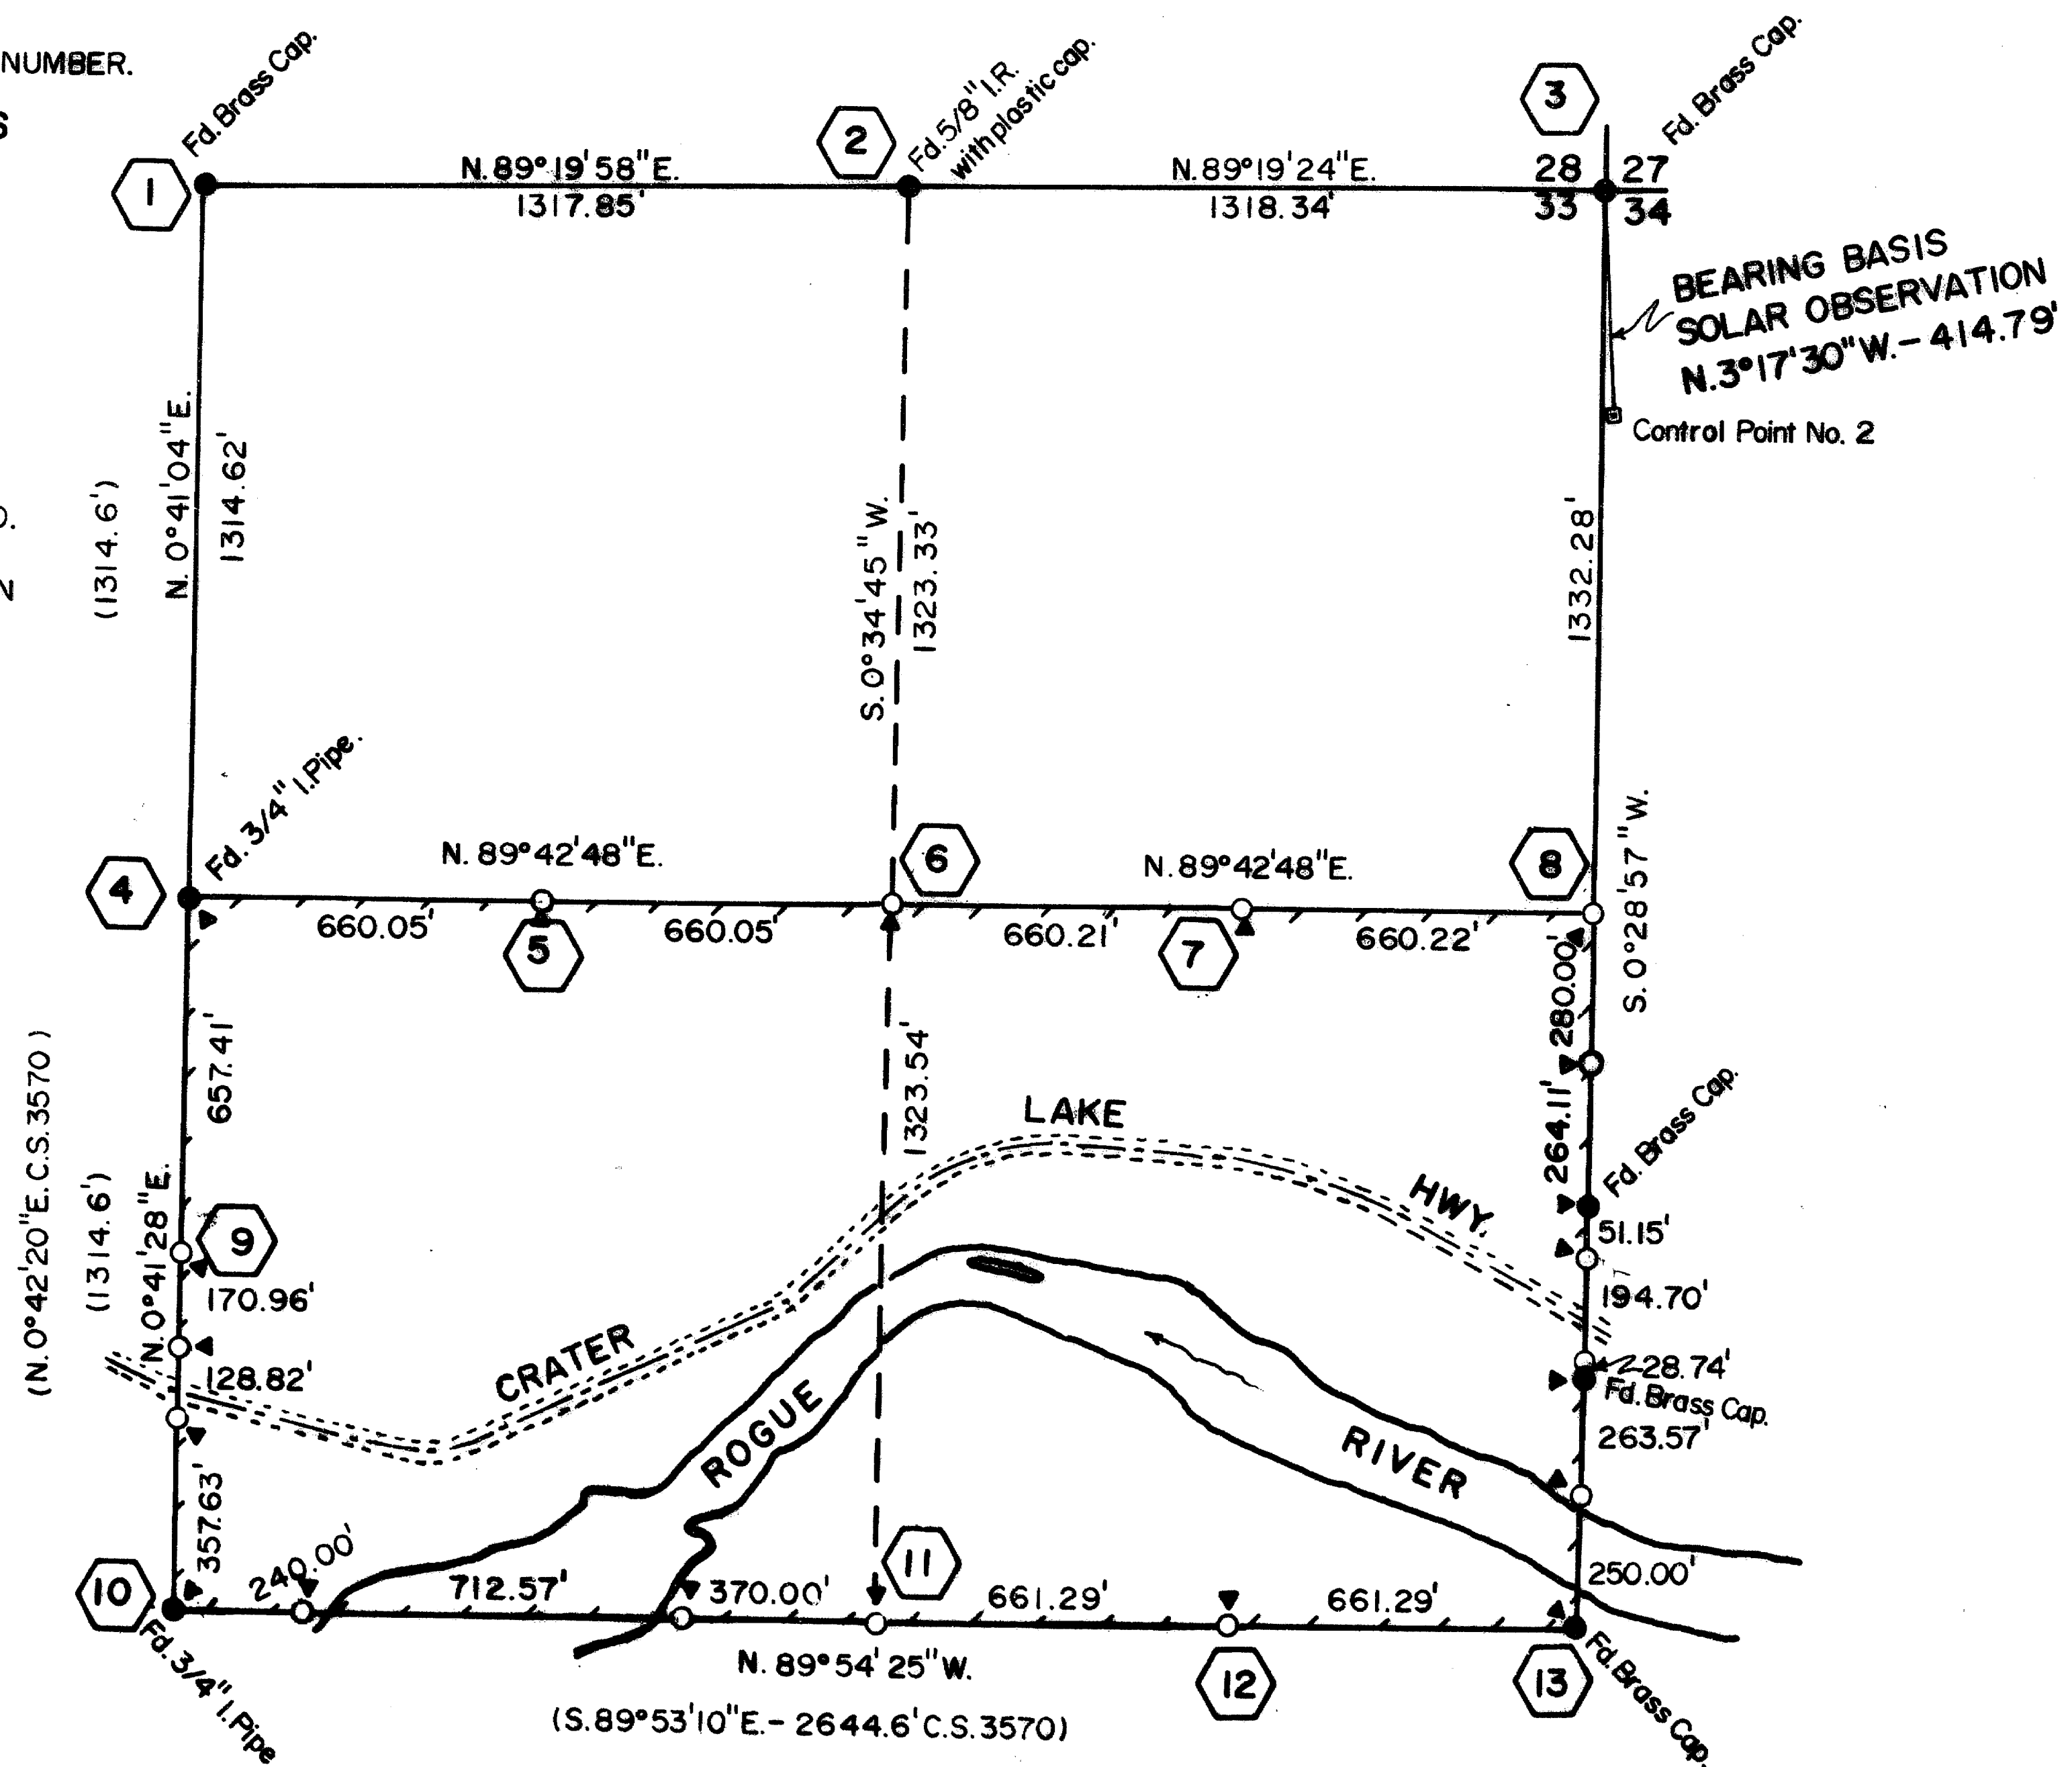 NUMBER.
S
Fd. Brass Cap.
Fd. 5/8" I.R.
with plastic cap.
Fd. Brass Cap.
1
2
3
N. 89° 19' 58" E.
1317.85'
N. 89° 19' 24" E.
1318.34'
28
27
33
34
BEARING BASIS
SOLAR OBSERVATION
N. 3° 17' 30" W. - 414.79'
Control Point No. 2
(1314.6')
N. 0° 41' 04" E.
1314.62'
S. 0° 34' 45" W.
1323.33'
1332.28'
2
Fd. 3/4" I. Pipe.
4
N. 89° 42' 48" E.
6
N. 89° 42' 48" E.
8
660.05'
5
660.05'
660.21'
7
660.22'
S. 0° 28' 57" W.
280.00'
264.11'
Fd. Brass Cap.
51.15'
194.70'
28.74'
Fd. Brass Cap.
263.57'
250.00'
(N. 0° 42' 20" E. C.S. 3570)
(1314.6')
N. 0° 41' 28" E.
657.41'
9
170.96'
128.82'
357.63'
1323.54'
CRATER
LAKE
HWY.
ROGUE
RIVER
10
240.00'
712.57'
370.00'
11
661.29'
661.29'
Fd. 3/4" I. Pipe
N. 89° 54' 25" W.
12
13
Fd. Brass Cap.
(S. 89° 53' 10" E. - 2644.6' C.S. 3570)